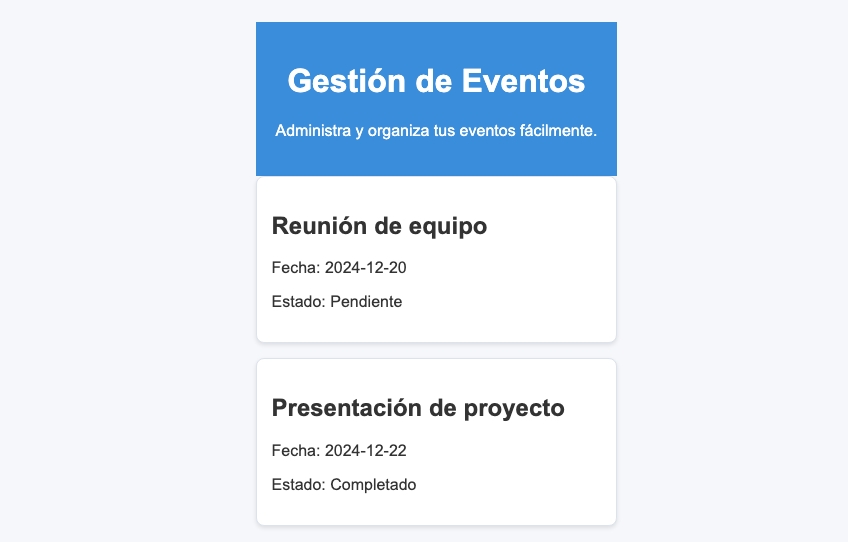 Gestión de Eventos
Administra y organiza tus eventos fácilmente.
Reunión de equipo
Fecha: 2024-12-20
Estado: Pendiente
Presentación de proyecto
Fecha: 2024-12-22
Estado: Completado